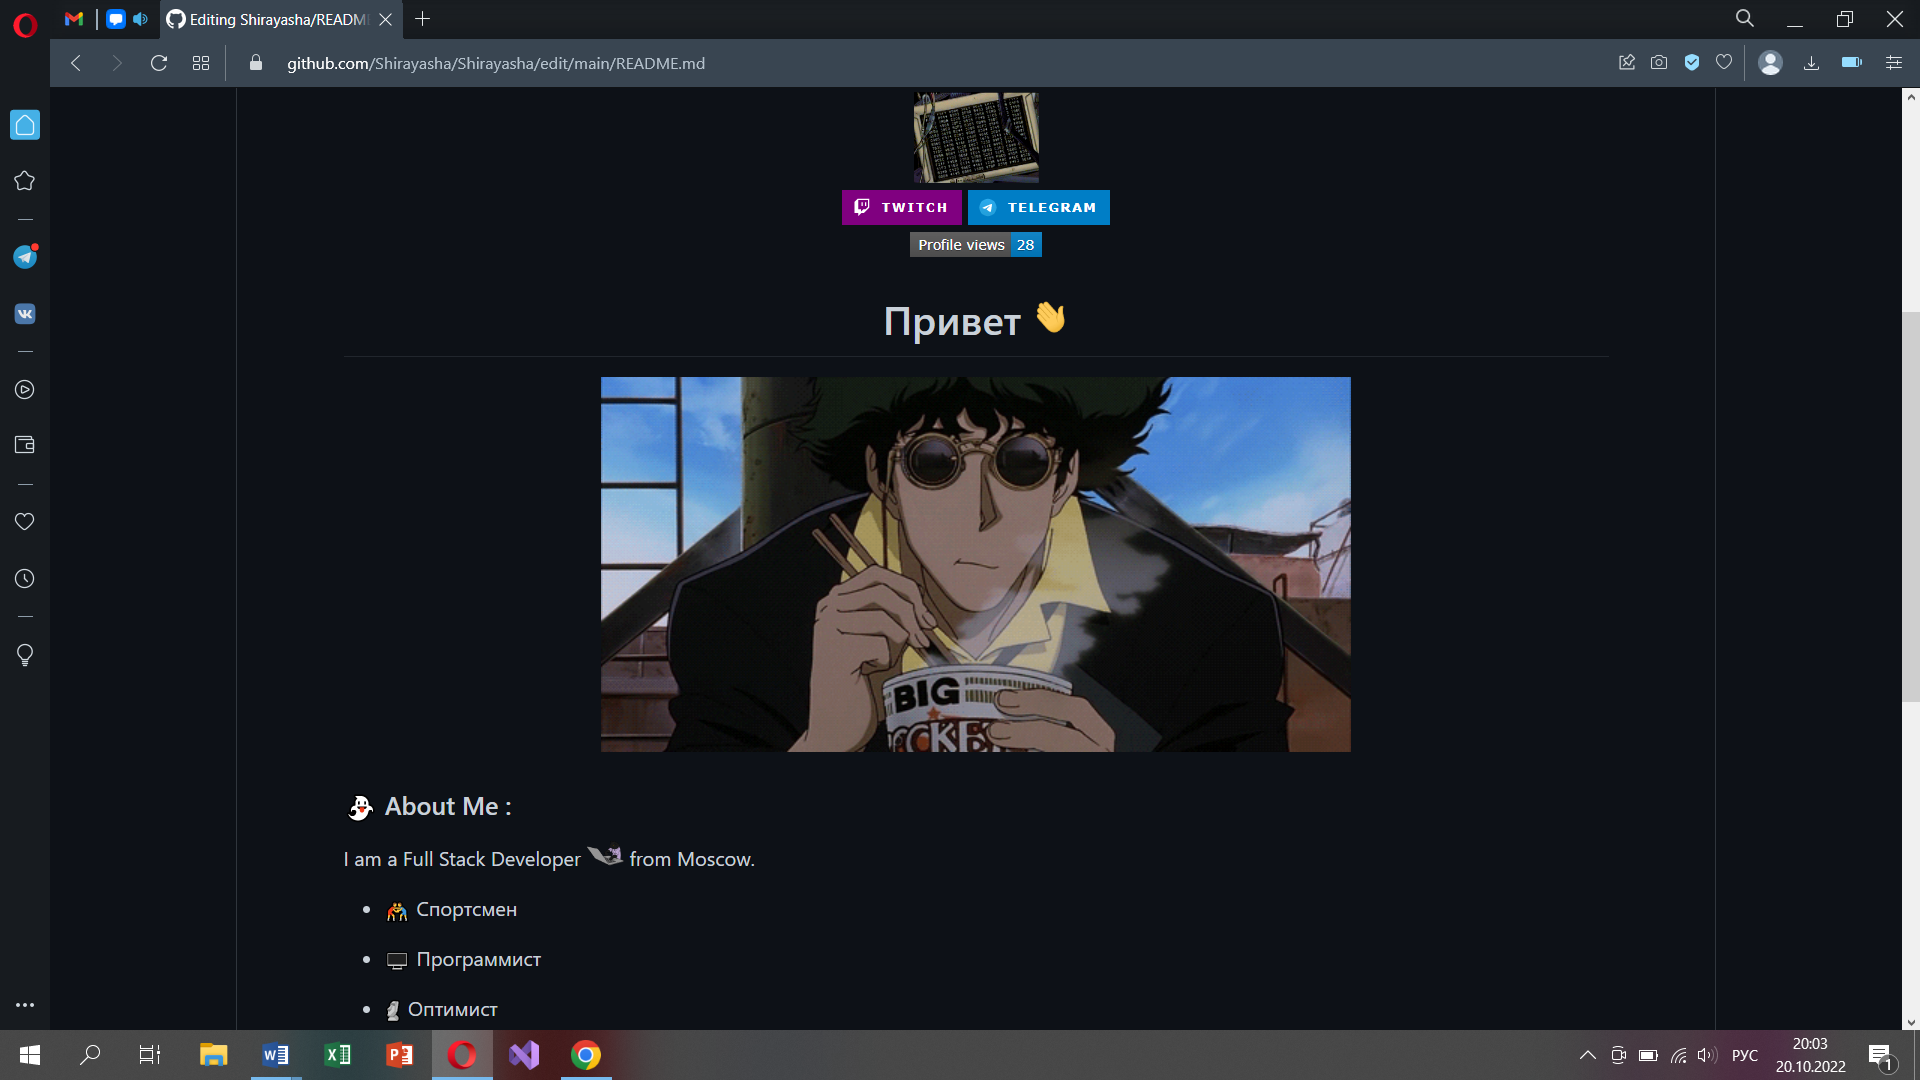 Editing Shirayasha/READM
github.com/Shirayasha/Shirayasha/edit/main/README.md
TWITCH
TELEGRAM
Profile views 28
Привет 👋
BIG
About Me :
I am a Full Stack Developer from Moscow.
• Спортсмен
• Программист
• Оптимист
РУС
20:03
20.10.2022
1